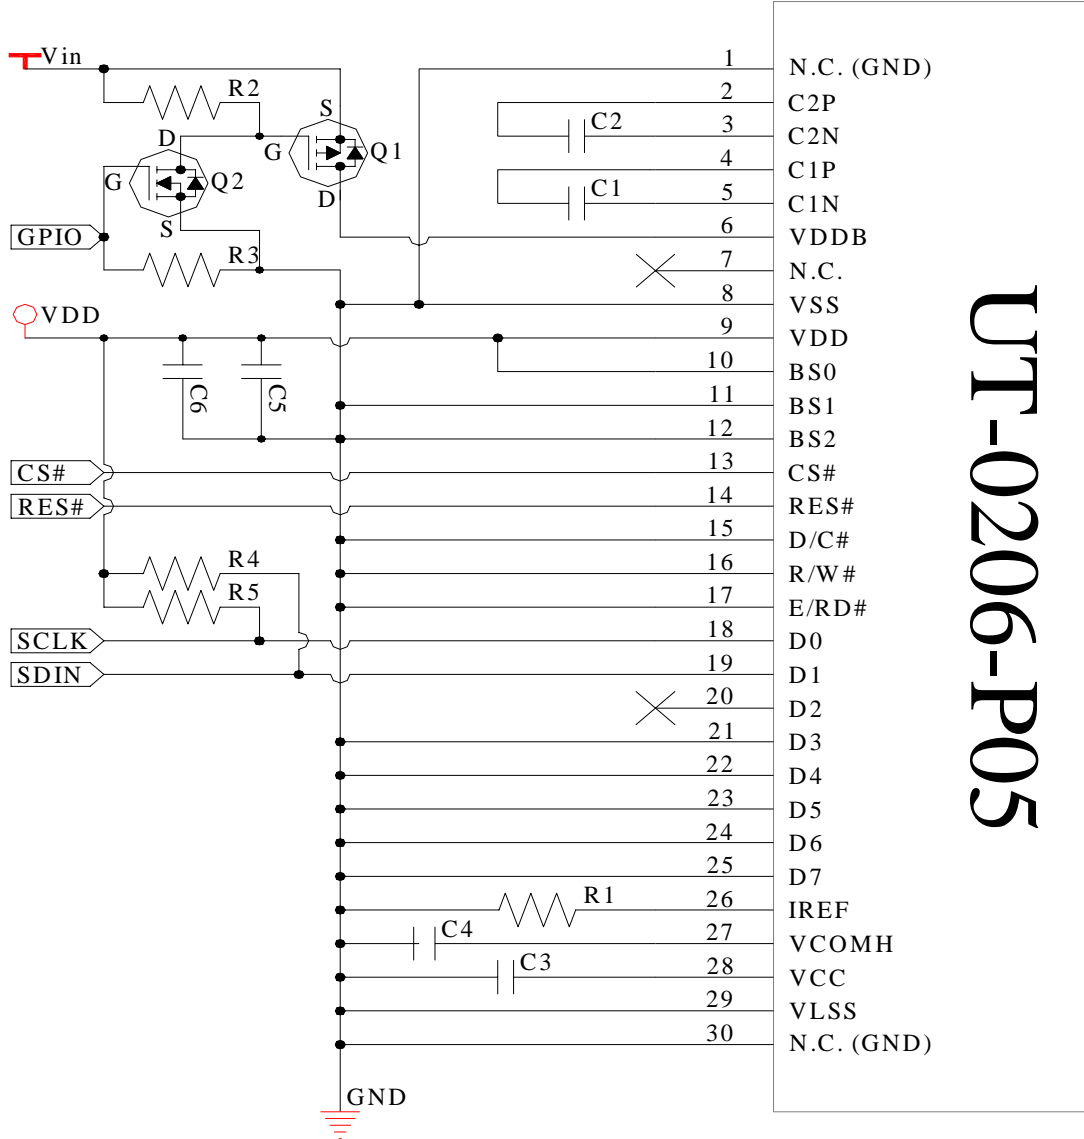 Vin
R2
S
D
G
Q1
G
Q2
D
S
GPIO
R3
VDD
C6
C5
CS#
RES#
R4
R5
SCLK
SDIN
C2
C1
R1
C4
C3
GND
1 N.C. (GND)
2 C2P
3 C2N
4 C1P
5 C1N
6 VDDB
7 N.C.
8 VSS
9 VDD
10 BS0
11 BS1
12 BS2
13 CS#
14 RES#
15 D/C#
16 R/W#
17 E/RD#
18 D0
19 D1
20 D2
21 D3
22 D4
23 D5
24 D6
25 D7
26 IREF
27 VCOMH
28 VCC
29 VLSS
30 N.C. (GND)
UT-0206-P05